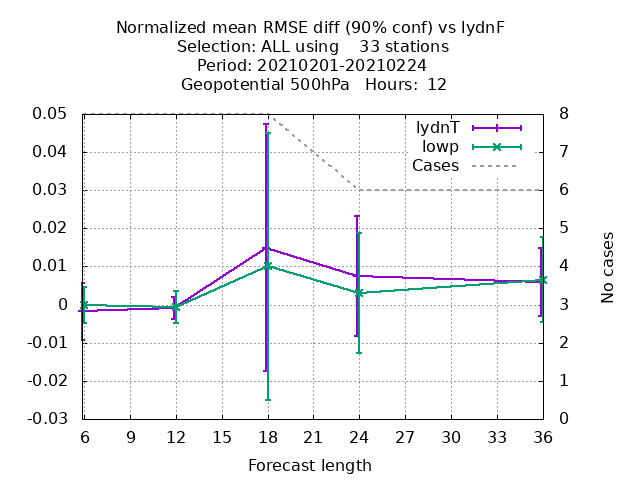 Normalized mean RMSE diff (90% conf) vs lydnF
Selection: ALL using    33 stations
Period: 20210201-20210224
Geopotential 500hPa   Hours:  12
0.05
0.04
0.03
0.02
0.01
0
-0.01
-0.02
-0.03
lydnT
lowp
Cases
8
7
6
5
4
3
2
1
0
No cases
6 9 12 15 18 21 24 27 30 33 36
Forecast length